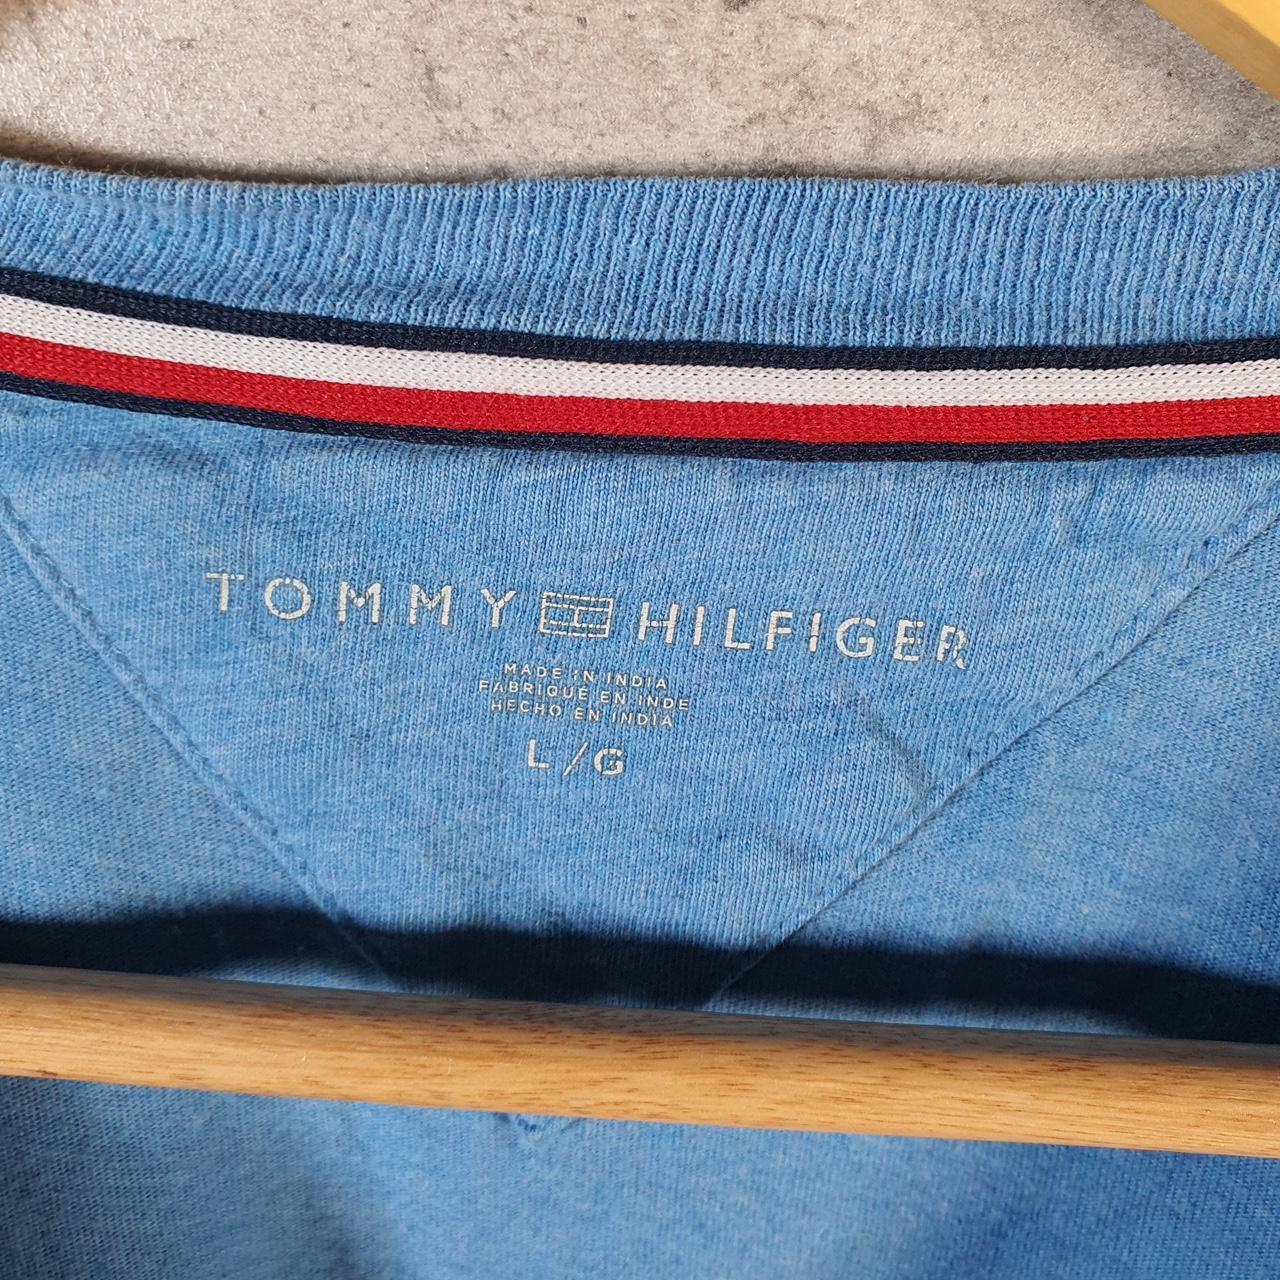 TOMMY HILFIGER
MADE IN INDIA
FABRIQUÉ EN INDE
HECHO EN INDIA
L/G